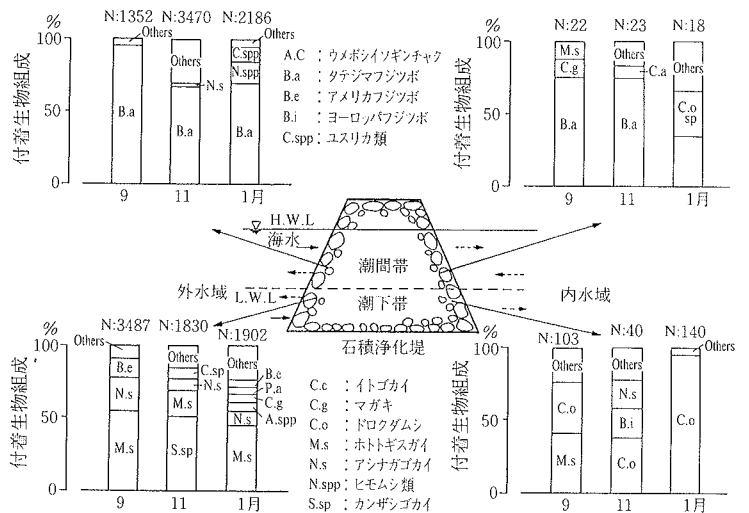 %
N:1352 N:3470 N:2186
Others
Others
C.spp
N.spp
N.s
B.a
B.a
B.a
付着生物組成
100
50
0
9 11 1月
A.C : ウメボシイソギンチャク
B.a : タテジマフジツボ
B.e : アメリカフジツボ
B.i : ヨーロッパフジツボ
C.spp : ユスリカ類
%
N:22 N:23 N:18
M.s
C.g
B.a
Others
C.a
B.a
Others
C.o
sp
付着生物組成
100
50
0
9 11 1月
H.W.L
海水
潮間帯
外水域
L.W.L
潮下帯
内水域
石積浄化堤
%
N:3487 N:1830 N:1902
Others
B.e
N.s
M.s
Others
C.sp
N.s
M.s
S.sp
Others
B.e
P.a
C.g
A.spp
N.s
M.s
付着生物組成
100
50
0
9 11 1月
C.c : イトゴカイ
C.g : マガキ
C.o : ドロクダムシ
M.s : ホトトギスガイ
N.s : アシナガゴカイ
N.spp : ヒモムシ類
S.sp : カンザシゴカイ
%
N:103 N:40 N:140
Others
C.o
M.s
Others
N.s
B.i
C.o
Others
C.o
付着生物組成
100
50
0
9 11 1月